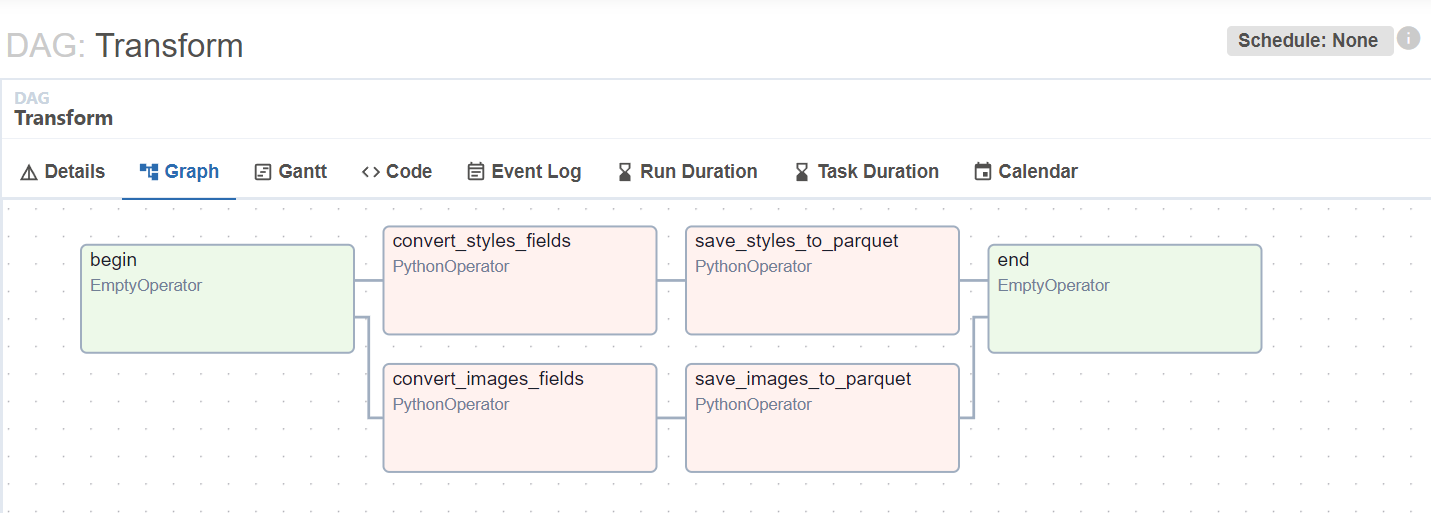 DAG: Transform
Schedule: None
DAG
Transform
Details Graph Gantt Code Event Log Run Duration Task Duration Calendar
begin
EmptyOperator
convert_styles_fields
PythonOperator
save_styles_to_parquet
PythonOperator
end
EmptyOperator
convert_images_fields
PythonOperator
save_images_to_parquet
PythonOperator